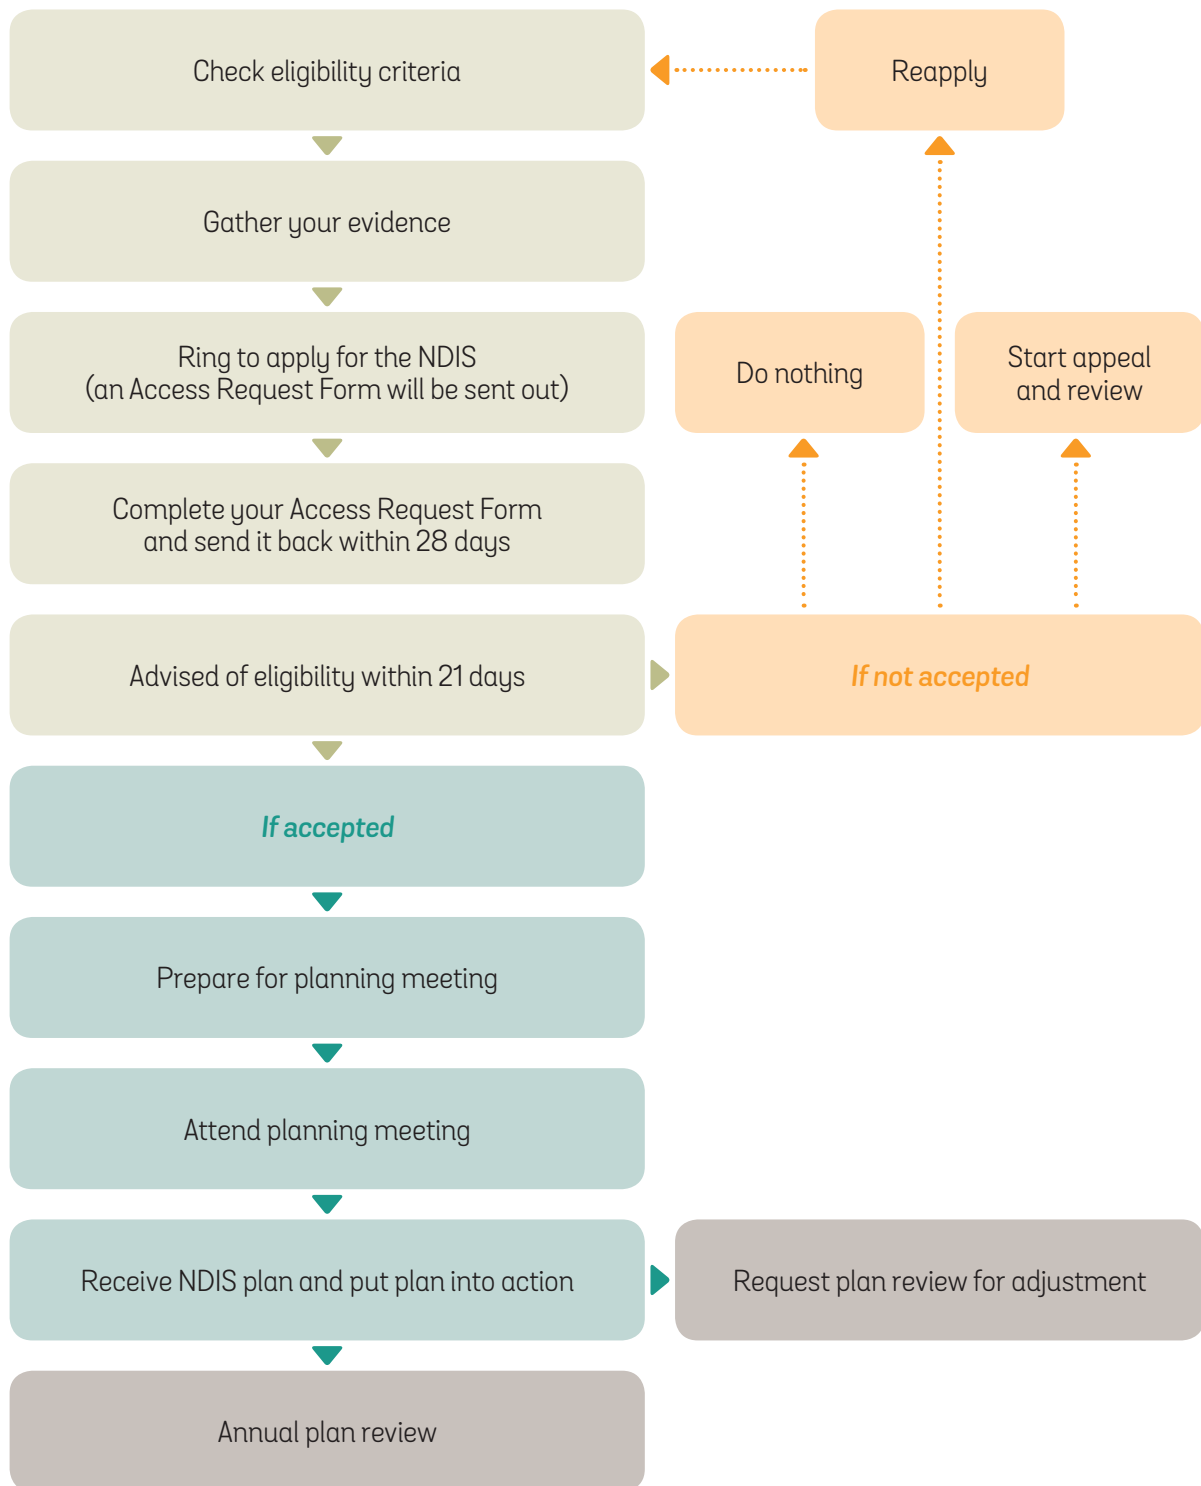 Check eligibility criteria
Reapply
Gather your evidence
Ring to apply for the NDIS
(an Access Request Form will be sent out)
Do nothing
Start appeal
and review
Complete your Access Request Form
and send it back within 28 days
Advised of eligibility within 21 days
If not accepted
If accepted
Prepare for planning meeting
Attend planning meeting
Receive NDIS plan and put plan into action
Request plan review for adjustment
Annual plan review